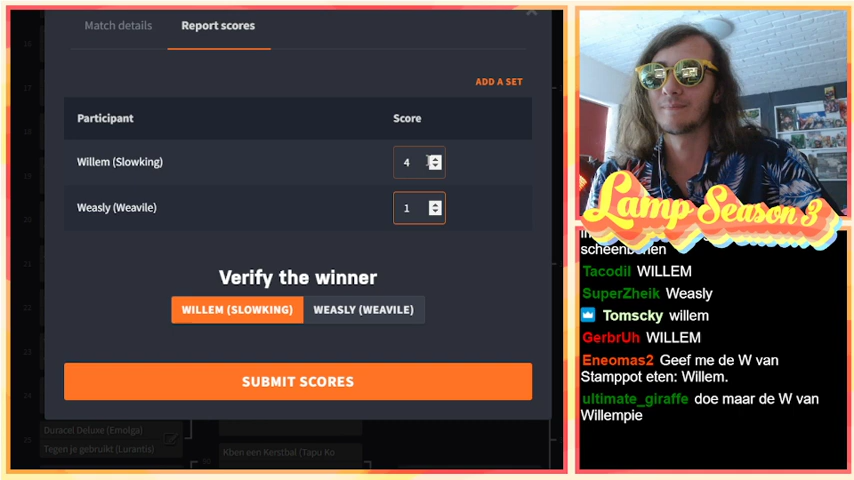 Match details
Report scores
ADD A SET
Participant
Score
Willem (Slowking)
4
Weasly (Weavile)
1
Verify the winner
WILLEM (SLOWKING)
WEASLY (WEAVILE)
SUBMIT SCORES
Duracel Deluxe (Emolga)
Tegen je gebruikt (Lurantis)
Kben een Kerstbal (Tapu Ko
Lamp Season 3
scheenbenen
Tacodil WILLEM
SuperZheik Weasly
Tomscky willem
GerbrUh WILLEM
Eneomas2 Geef me de W van
Stamppot eten: Willem.
ultimate_giraffe doe maar de W van
Willempie